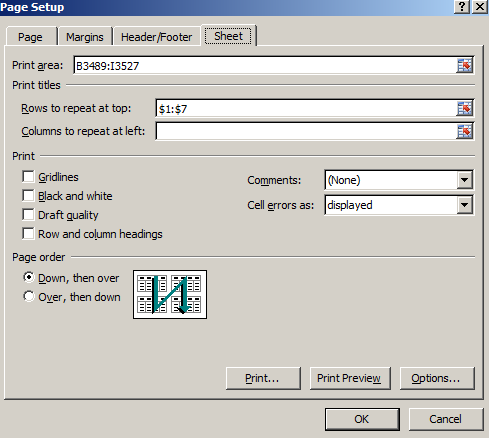 Page Setup
Page Margins Header/Footer Sheet
Print area: B3489:I3527
Print titles
Rows to repeat at top: $1:$7
Columns to repeat at left:
Print
Gridlines
Black and white
Draft quality
Row and column headings
Comments: (None)
Cell errors as: displayed
Page order
Down, then over
Over, then down
Print... Print Preview Options...
OK Cancel